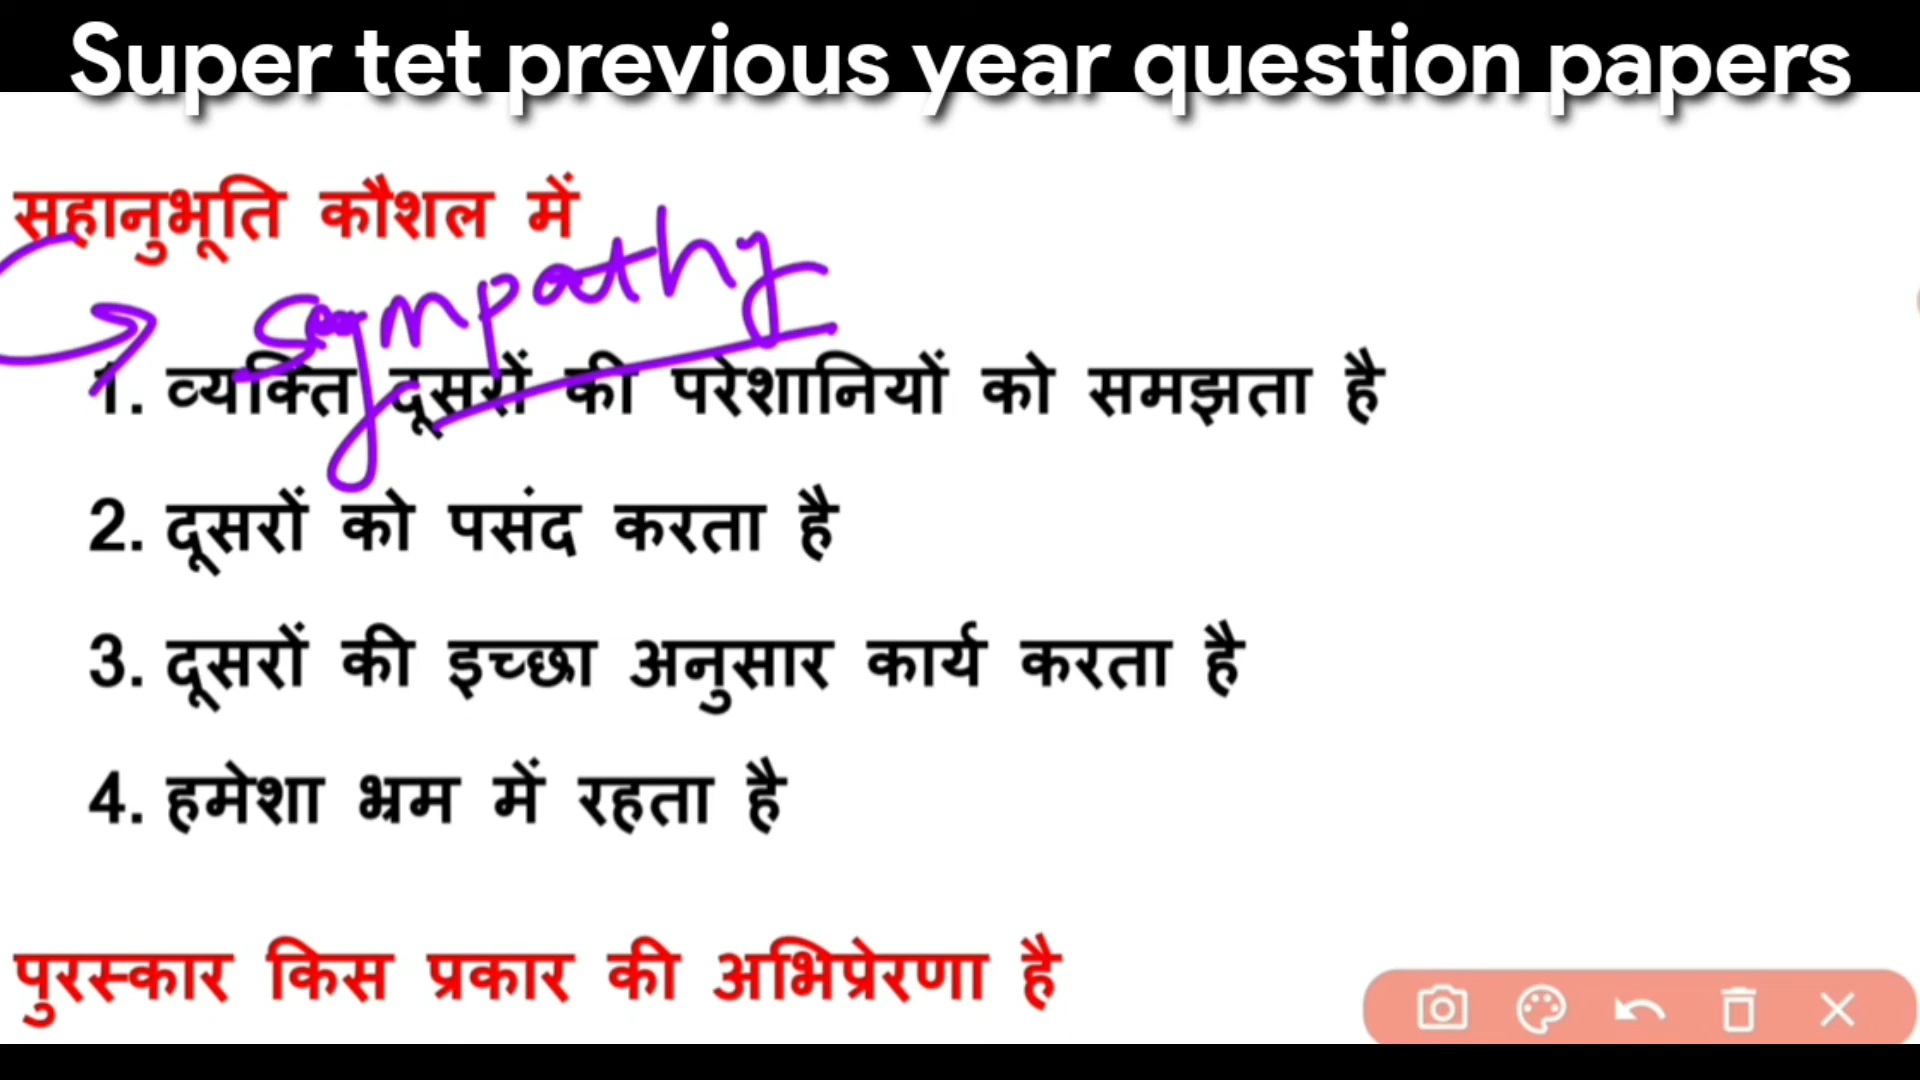 Super tet previous year question papers
सहानुभूति कौशल में
sympathy
1. व्यक्ति दूसरों की परेशानियों को समझता है
2. दूसरों को पसंद करता है
3. दूसरों की इच्छा अनुसार कार्य करता है
4. हमेशा भ्रम में रहता है
पुरस्कार किस प्रकार की अभिप्रेरणा है